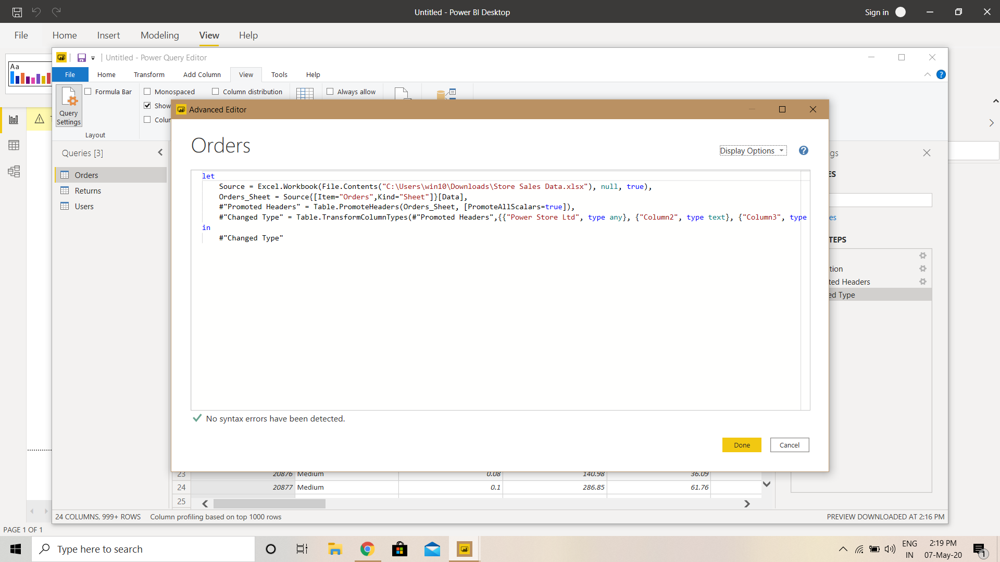 Untitled - Power BI Desktop
Sign in
File Home Insert Modeling View Help
Aa
Untitled - Power Query Editor
File Home Transform Add Column View Tools Help
Query Settings
Formula Bar
Layout
Monospaced
Show
Column distribution
Always allow
Advanced Editor
Queries [3]
Orders
Returns
Users
Orders
Display Options
let
    Source = Excel.Workbook(File.Contents("C:\Users\win10\Downloads\Store Sales Data.xlsx"), null, true),
    Orders_Sheet = Source{[Item="Orders",Kind="Sheet"]}[Data],
    #"Promoted Headers" = Table.PromoteHeaders(Orders_Sheet, [PromoteAllScalars=true]),
    #"Changed Type" = Table.TransformColumnTypes(#"Promoted Headers",{{"Power Store Ltd", type any}, {"Column2", type text}, {"Column3", type
in
    #"Changed Type"
No syntax errors have been detected.
Done Cancel
gs
ES
es
TEPS
tion
ted Headers
ed Type
23 20876 Medium 0.08 140.98 36.09
24 20877 Medium 0.1 286.85 61.76
25
24 COLUMNS, 999+ ROWS Column profiling based on top 1000 rows
PREVIEW DOWNLOADED AT 2:16 PM
PAGE 1 OF 1
Type here to search
ENG
IN
2:19 PM
07-May-20
1